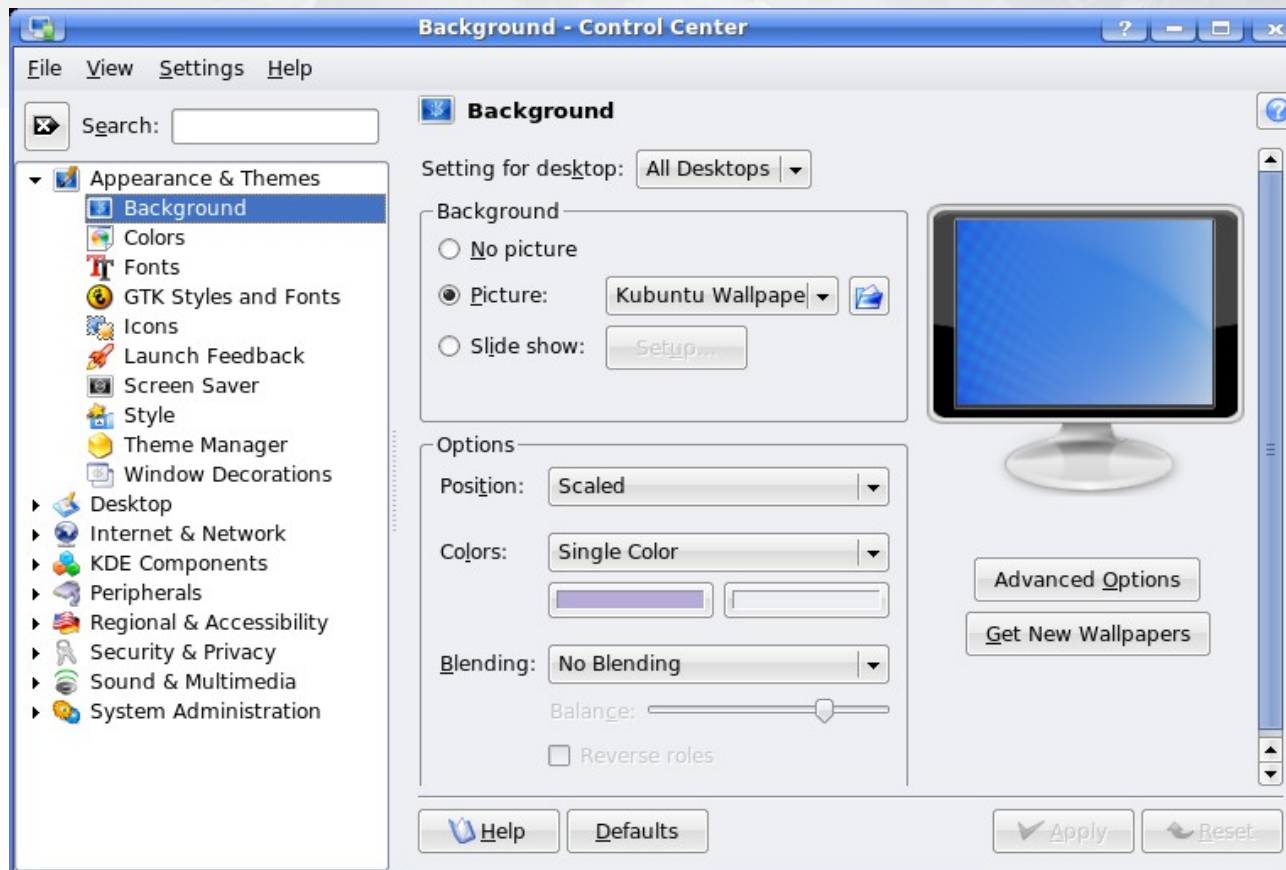 Background - Control Center
File View Settings Help
Search:
Appearance & Themes
Background
Colors
Fonts
GTK Styles and Fonts
Icons
Launch Feedback
Screen Saver
Style
Theme Manager
Window Decorations
Desktop
Internet & Network
KDE Components
Peripherals
Regional & Accessibility
Security & Privacy
Sound & Multimedia
System Administration
Background
Setting for desktop: All Desktops
Background
No picture
Picture: Kubuntu Wallpape
Slide show: Setup...
Options
Position: Scaled
Colors: Single Color
Blending: No Blending
Balance:
Reverse roles
Advanced Options
Get New Wallpapers
Help Defaults Apply Reset